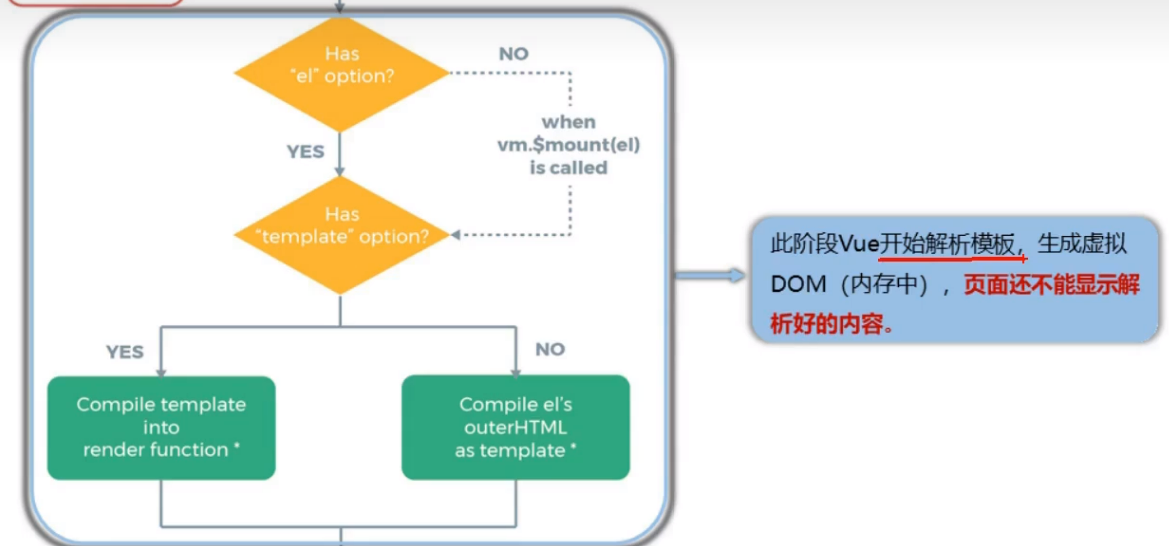 Has
"el" option?
NO
when
vm.$mount(el)
is called
YES
Has
"template" option?
此阶段Vue开始解析模板，生成虚拟
DOM（内存中），页面还不能显示解
析好的内容。
YES
NO
Compile template
into
render function *
Compile el's
outerHTML
as template *